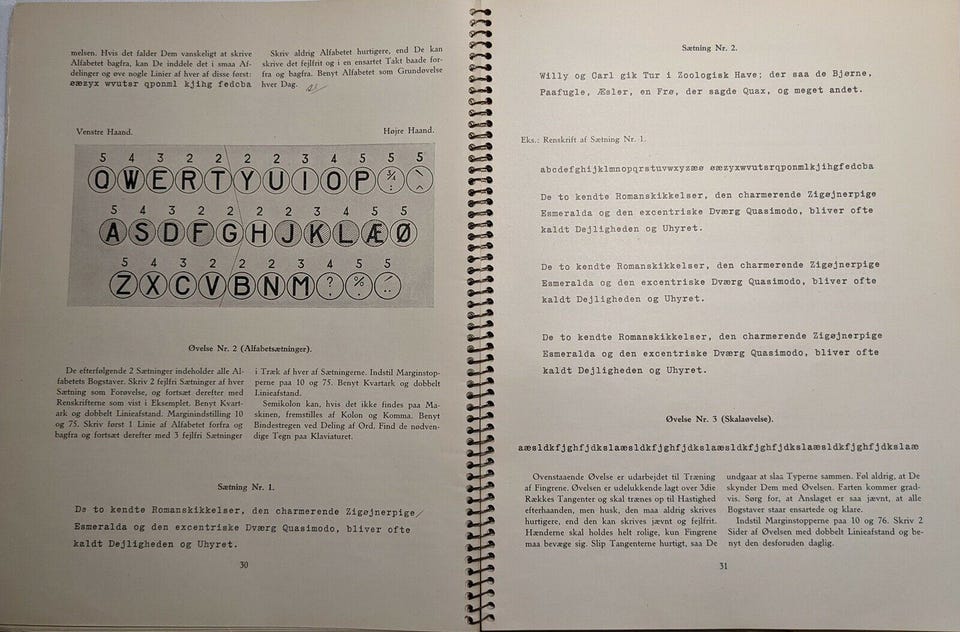 melsen. Hvis det falder Dem vanskeligt at skrive
Alfabetet bagfra, kan De inddele det i smaa Af-
delinger og øve nogle Linier af hver af disse først:
øæzyx wvutsr qponml kjihg fedcba
Skriv aldrig Alfabetet hurtigere, end De kan
skrive det fejlfrit og i en ensartet Takt baade for-
fra og bagfra. Benyt Alfabetet som Grundøvelse
hver Dag.
Venstre Haand.
Højre Haand.
5 4 3 2 2 2 2 3 4 5 5 5
Q W E R T Y U I O P ¾ :
5 4 3 2 2 2 2 3 4 5 5
A S D F G H J K L Æ Ø
5 4 3 2 2 2 3 4 5 5
Z X C V B N M ? , % . /
Øvelse Nr. 2 (Alfabetsætninger).
De efterfølgende 2 Sætninger indeholder alle Al-
fabetets Bogstaver. Skriv 2 fejlfri Sætninger af hver
Sætning som Forøvelse, og fortsæt derefter med
Renskrifterne som vist i Eksemplet. Benyt Kvart-
ark og dobbelt Linieafstand. Marginindstilling 10
og 75. Skriv først 1 Linie af Alfabetet forfra og
bagfra og fortsæt derefter med 3 fejlfri Sætninger
i Træk af hver af Sætningerne. Indstil Marginstop-
perne paa 10 og 75. Benyt Kvartark og dobbelt
Linieafstand.
Semikolon kan, hvis det ikke findes paa Ma-
skinen, fremstilles af Kolon og Komma. Benyt
Bindestregen ved Deling af Ord. Find de nødven-
dige Tegn paa Klaviaturet.
Sætning Nr. 1.
De to kendte Romanskikkelser, den charmerende Zigøjnerpige/
Esmeralda og den excentriske Dværg Quasimodo, bliver ofte
kaldt Dejligheden og Uhyret.
30
Sætning Nr. 2.
Willy og Carl gik Tur i Zoologisk Have; der saa de Bjørne,
Paafugle, Æsler, en Frø, der sagde Quax, og meget andet.
Eks.: Renskrift af Sætning Nr. 1.
abcdefghijklmnopqrstuvwxyzæø øæzyxwvutsrqponmlkjihgfedcba
De to kendte Romanskikkelser, den charmerende Zigøjnerpige
Esmeralda og den excentriske Dværg Quasimodo, bliver ofte
kaldt Dejligheden og Uhyret.
De to kendte Romanskikkelser, den charmerende Zigøjnerpige
Esmeralda og den excentriske Dværg Quasimodo, bliver ofte
kaldt Dejligheden og Uhyret.
De to kendte Romanskikkelser, den charmerende Zigøjnerpige
Esmeralda og den excentriske Dværg Quasimodo, bliver ofte
kaldt Dejligheden og Uhyret.
Øvelse Nr. 3 (Skalaøvelse).
aæsldkfjghfjdkslaæsldkfjghfjdkslaæsldkfjghfjdkslaæsldkfjghfjdkslaæ
Ovenstaaende Øvelse er udarbejdet til Træning
af Fingrene. Øvelsen er udelukkende lagt over 3die
Rækkes Tangenter og skal trænes op til Hastighed
efterhaanden, men husk, den maa aldrig skrives
hurtigere, end den kan skrives jævnt og fejlfrit.
Hænderne skal holdes helt rolige, kun Fingrene
maa bevæge sig. Slip Tangenterne hurtigt, saa De
undgaar at slaa Typerne sammen. Føl aldrig, at De
skynder Dem med Øvelsen. Farten kommer grad-
vis. Sørg for, at Anslaget er saa jævnt, at alle
Bogstaver staar ensartede og klare.
Indstil Marginstopperne paa 10 og 76. Skriv 2
Sider af Øvelsen med dobbelt Linieafstand og be-
nyt den desforuden daglig.
31